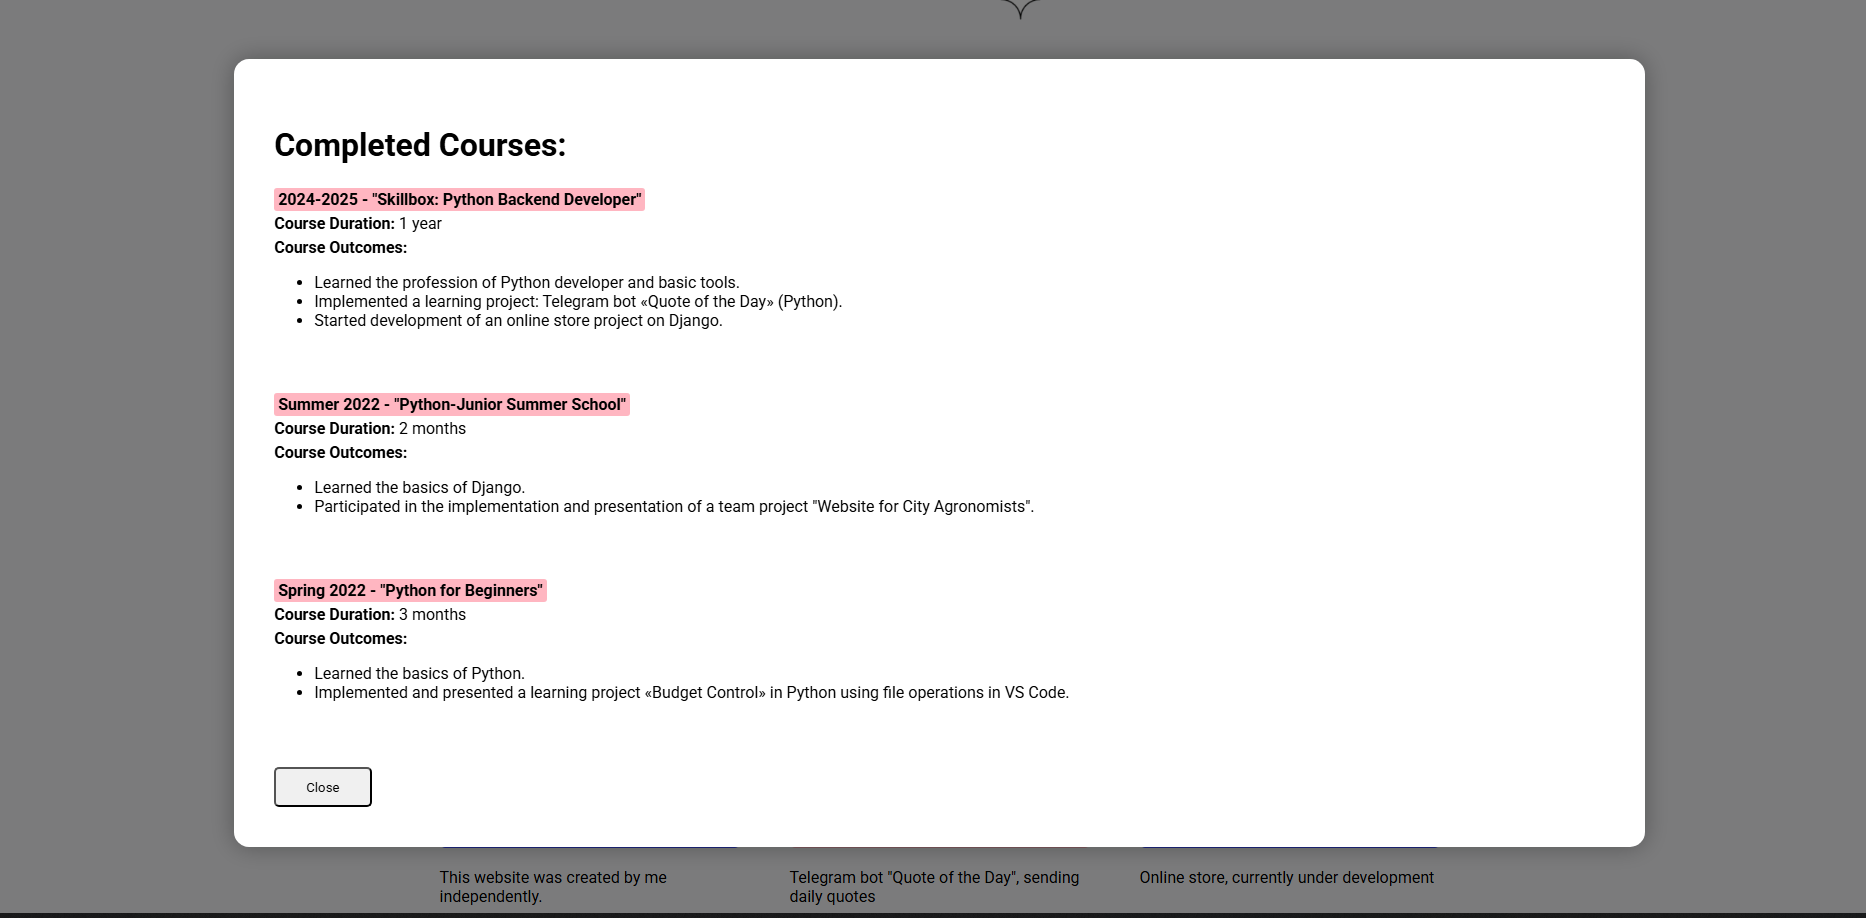 Completed Courses:
2024-2025 - "Skillbox: Python Backend Developer"
Course Duration: 1 year
Course Outcomes:
• Learned the profession of Python developer and basic tools.
• Implemented a learning project: Telegram bot «Quote of the Day» (Python).
• Started development of an online store project on Django.
Summer 2022 - "Python-Junior Summer School"
Course Duration: 2 months
Course Outcomes:
• Learned the basics of Django.
• Participated in the implementation and presentation of a team project "Website for City Agronomists".
Spring 2022 - "Python for Beginners"
Course Duration: 3 months
Course Outcomes:
• Learned the basics of Python.
• Implemented and presented a learning project «Budget Control» in Python using file operations in VS Code.
Close
This website was created by me
independently.
Telegram bot "Quote of the Day", sending
daily quotes
Online store, currently under development